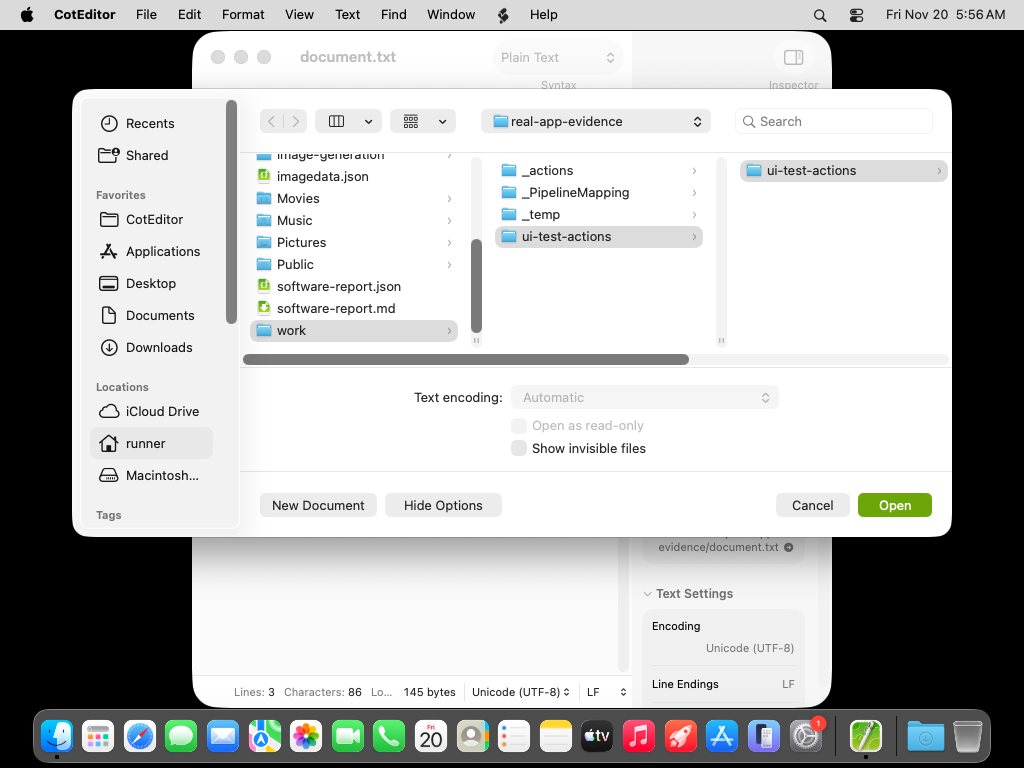 CotEditor File Edit Format View Text Find Window Help Fri Nov 20 5:56 AM
document.txt
Plain Text
Syntax
Inspector
Recents
Shared
Favorites
CotEditor
Applications
Desktop
Documents
Downloads
Locations
iCloud Drive
runner
Macintosh...
Tags
real-app-evidence
Search
image-generation
imagedata.json
Movies
Music
Pictures
Public
software-report.json
software-report.md
work
_actions
_PipelineMapping
_temp
ui-test-actions
ui-test-actions
Text encoding: Automatic
Open as read-only
Show invisible files
New Document Hide Options Cancel Open
evidence/document.txt
Text Settings
Encoding
Unicode (UTF-8)
Line Endings LF
Lines: 3 Characters: 86 Lo... 145 bytes Unicode (UTF-8) LF
Fri
20
tv
1